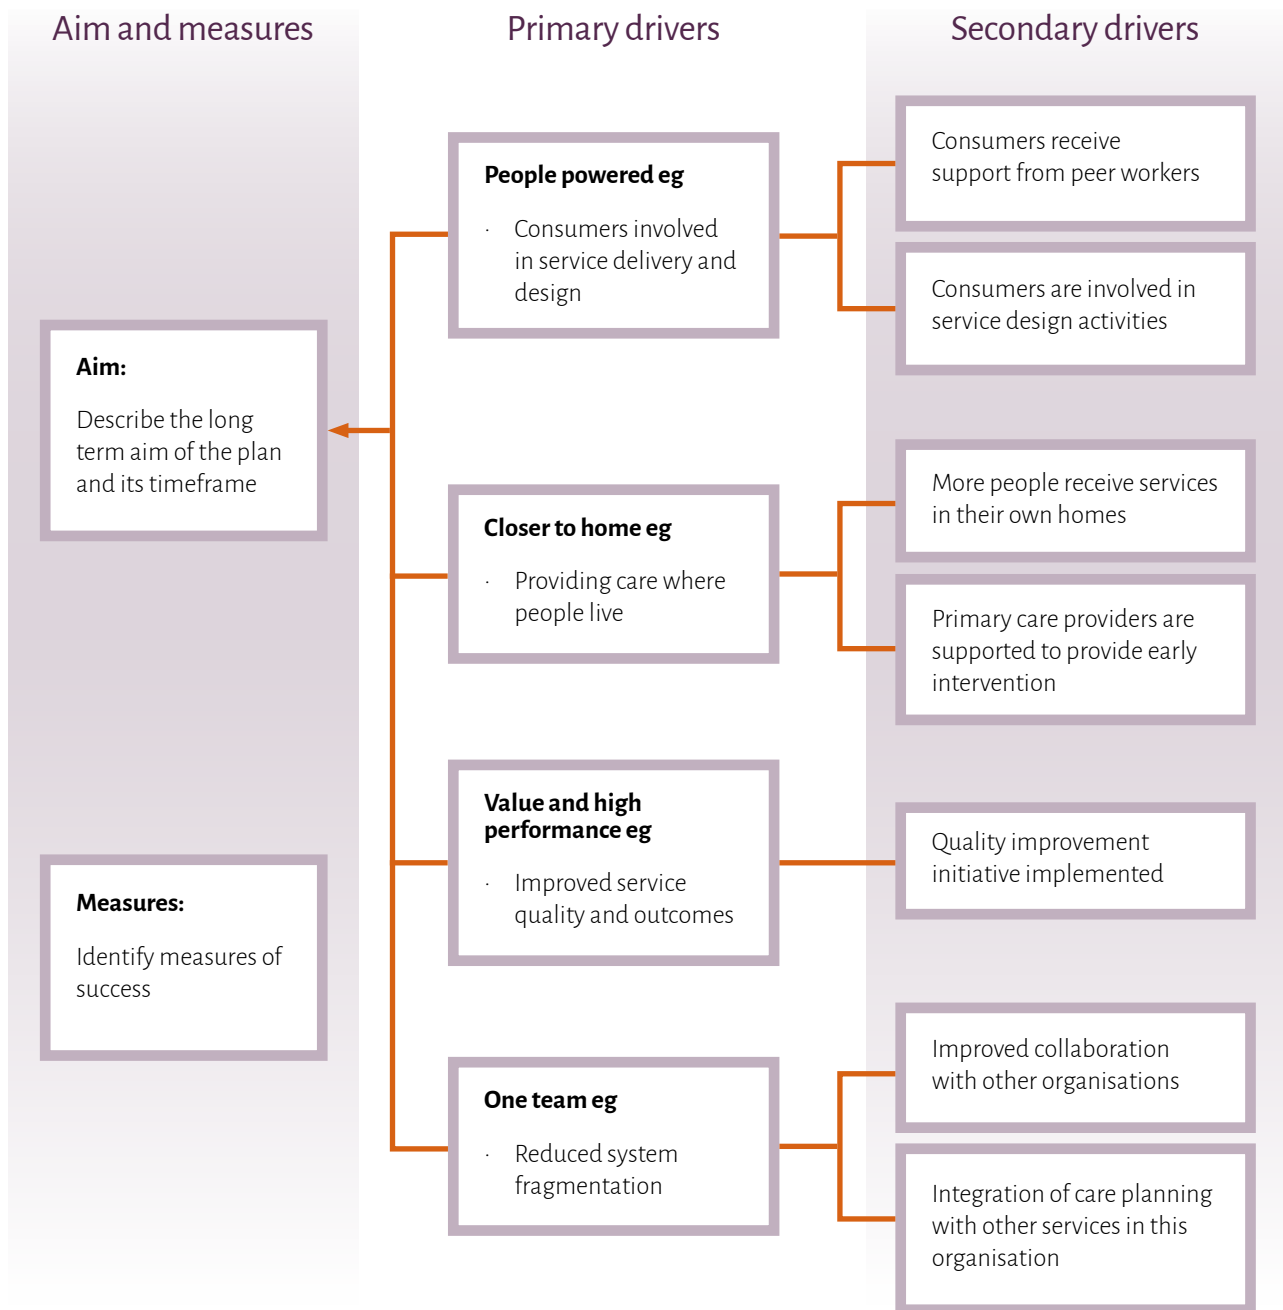 Aim and measures
Primary drivers
Secondary drivers
Aim:
Describe the long
term aim of the plan
and its timeframe
Measures:
Identify measures of
success
People powered eg
· Consumers involved
in service delivery and
design
Closer to home eg
· Providing care where
people live
Value and high
performance eg
· Improved service
quality and outcomes
One team eg
· Reduced system
fragmentation
Consumers receive
support from peer workers
Consumers are involved in
service design activities
More people receive services
in their own homes
Primary care providers are
supported to provide early
intervention
Quality improvement
initiative implemented
Improved collaboration
with other organisations
Integration of care planning
with other services in this
organisation